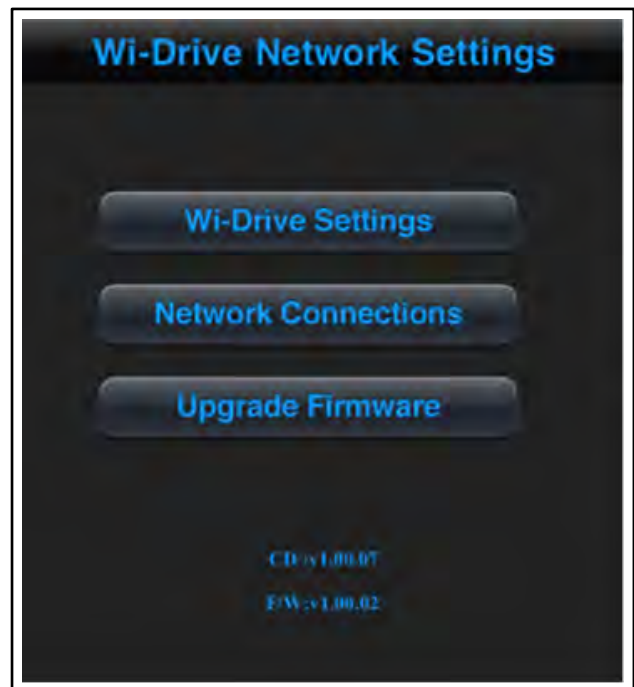 Wi-Drive Network Settings
Wi-Drive Settings
Network Connections
Upgrade Firmware
CD:v1.00.07
F/W:v1.00.02